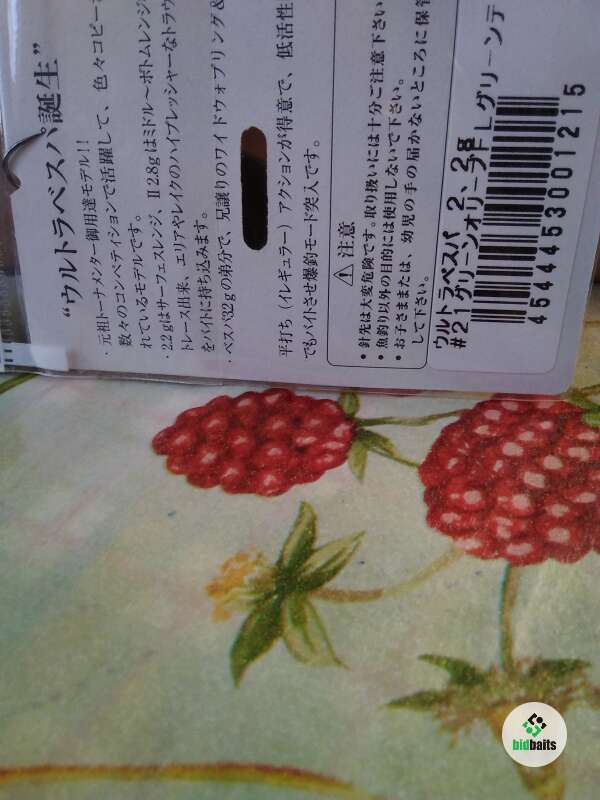 “ウルトラベスパ誕生”
・元祖トーナメンター御用達モデル!!
数々のコンペティションで活躍して、色々コピー
れているモデルです。
・2.2gはサーフェスレンジ、Ⅱ2.8gはミドル〜ボトムレンジ
トレース出来、エリアやレイクのハイプレッシャーなトラウ
をバイトに持ち込みます。
・ベスパ3.2gの弟分で、兄譲りのワイドウォブリング&
平打ち(イレギュラー)アクションが得意で、低活性
でもバイトさせ爆釣モード突入です。
⚠ 注意
• 針先は大変危険です。取り扱いには十分ご注意下さい
• 魚釣り以外の目的には使用しないで下さい。
• お子さままたは、幼児の手の届かないところに保管
して下さい。
ウルトラベスパ 2.2g
#21グリーンオリーブFLグリーンデ
4544453001215
bidbaits